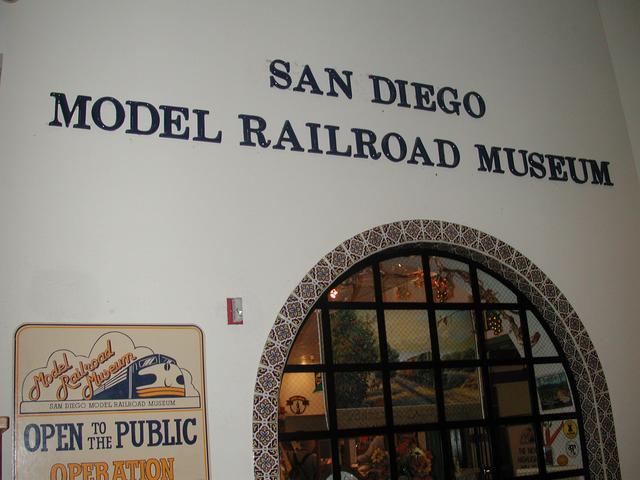 SAN DIEGO
MODEL RAILROAD MUSEUM
Model
Railroad
Museum
SAN DIEGO MODEL RAILROAD MUSEUM
OPEN TO THE PUBLIC
OPERATION